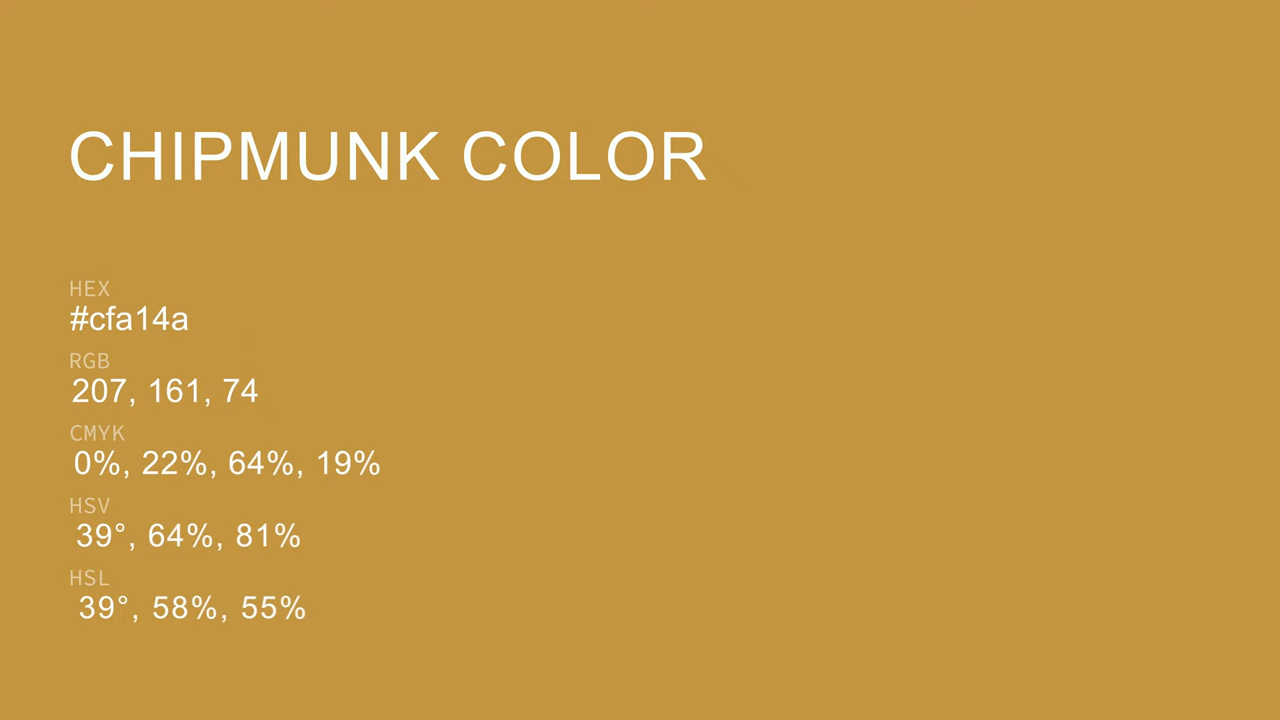 CHIPMUNK COLOR
HEX
#cfa14a
RGB
207, 161, 74
CMYK
0%, 22%, 64%, 19%
HSV
39°, 64%, 81%
HSL
39°, 58%, 55%